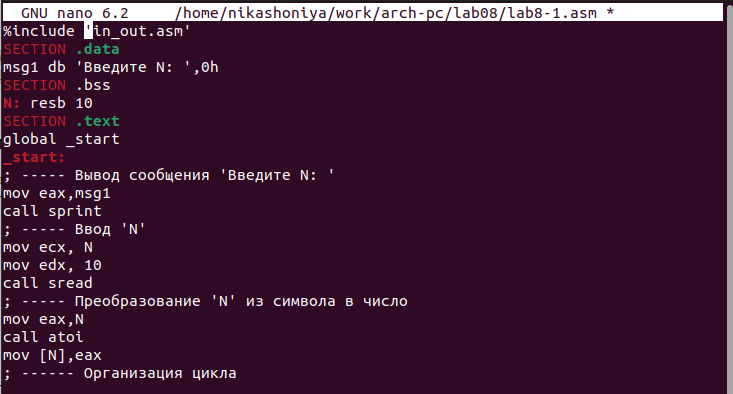 GNU nano 6.2 /home/nikashoniya/work/arch-pc/lab08/lab8-1.asm *
%include 'in_out.asm'
SECTION .data
msg1 db 'Введите N: ',0h
SECTION .bss
N: resb 10
SECTION .text
global _start
_start:
; ----- Вывод сообщения 'Введите N: '
mov eax,msg1
call sprint
; ----- Ввод 'N'
mov ecx, N
mov edx, 10
call sread
; ----- Преобразование 'N' из символа в число
mov eax,N
call atoi
mov [N],eax
; ------ Организация цикла